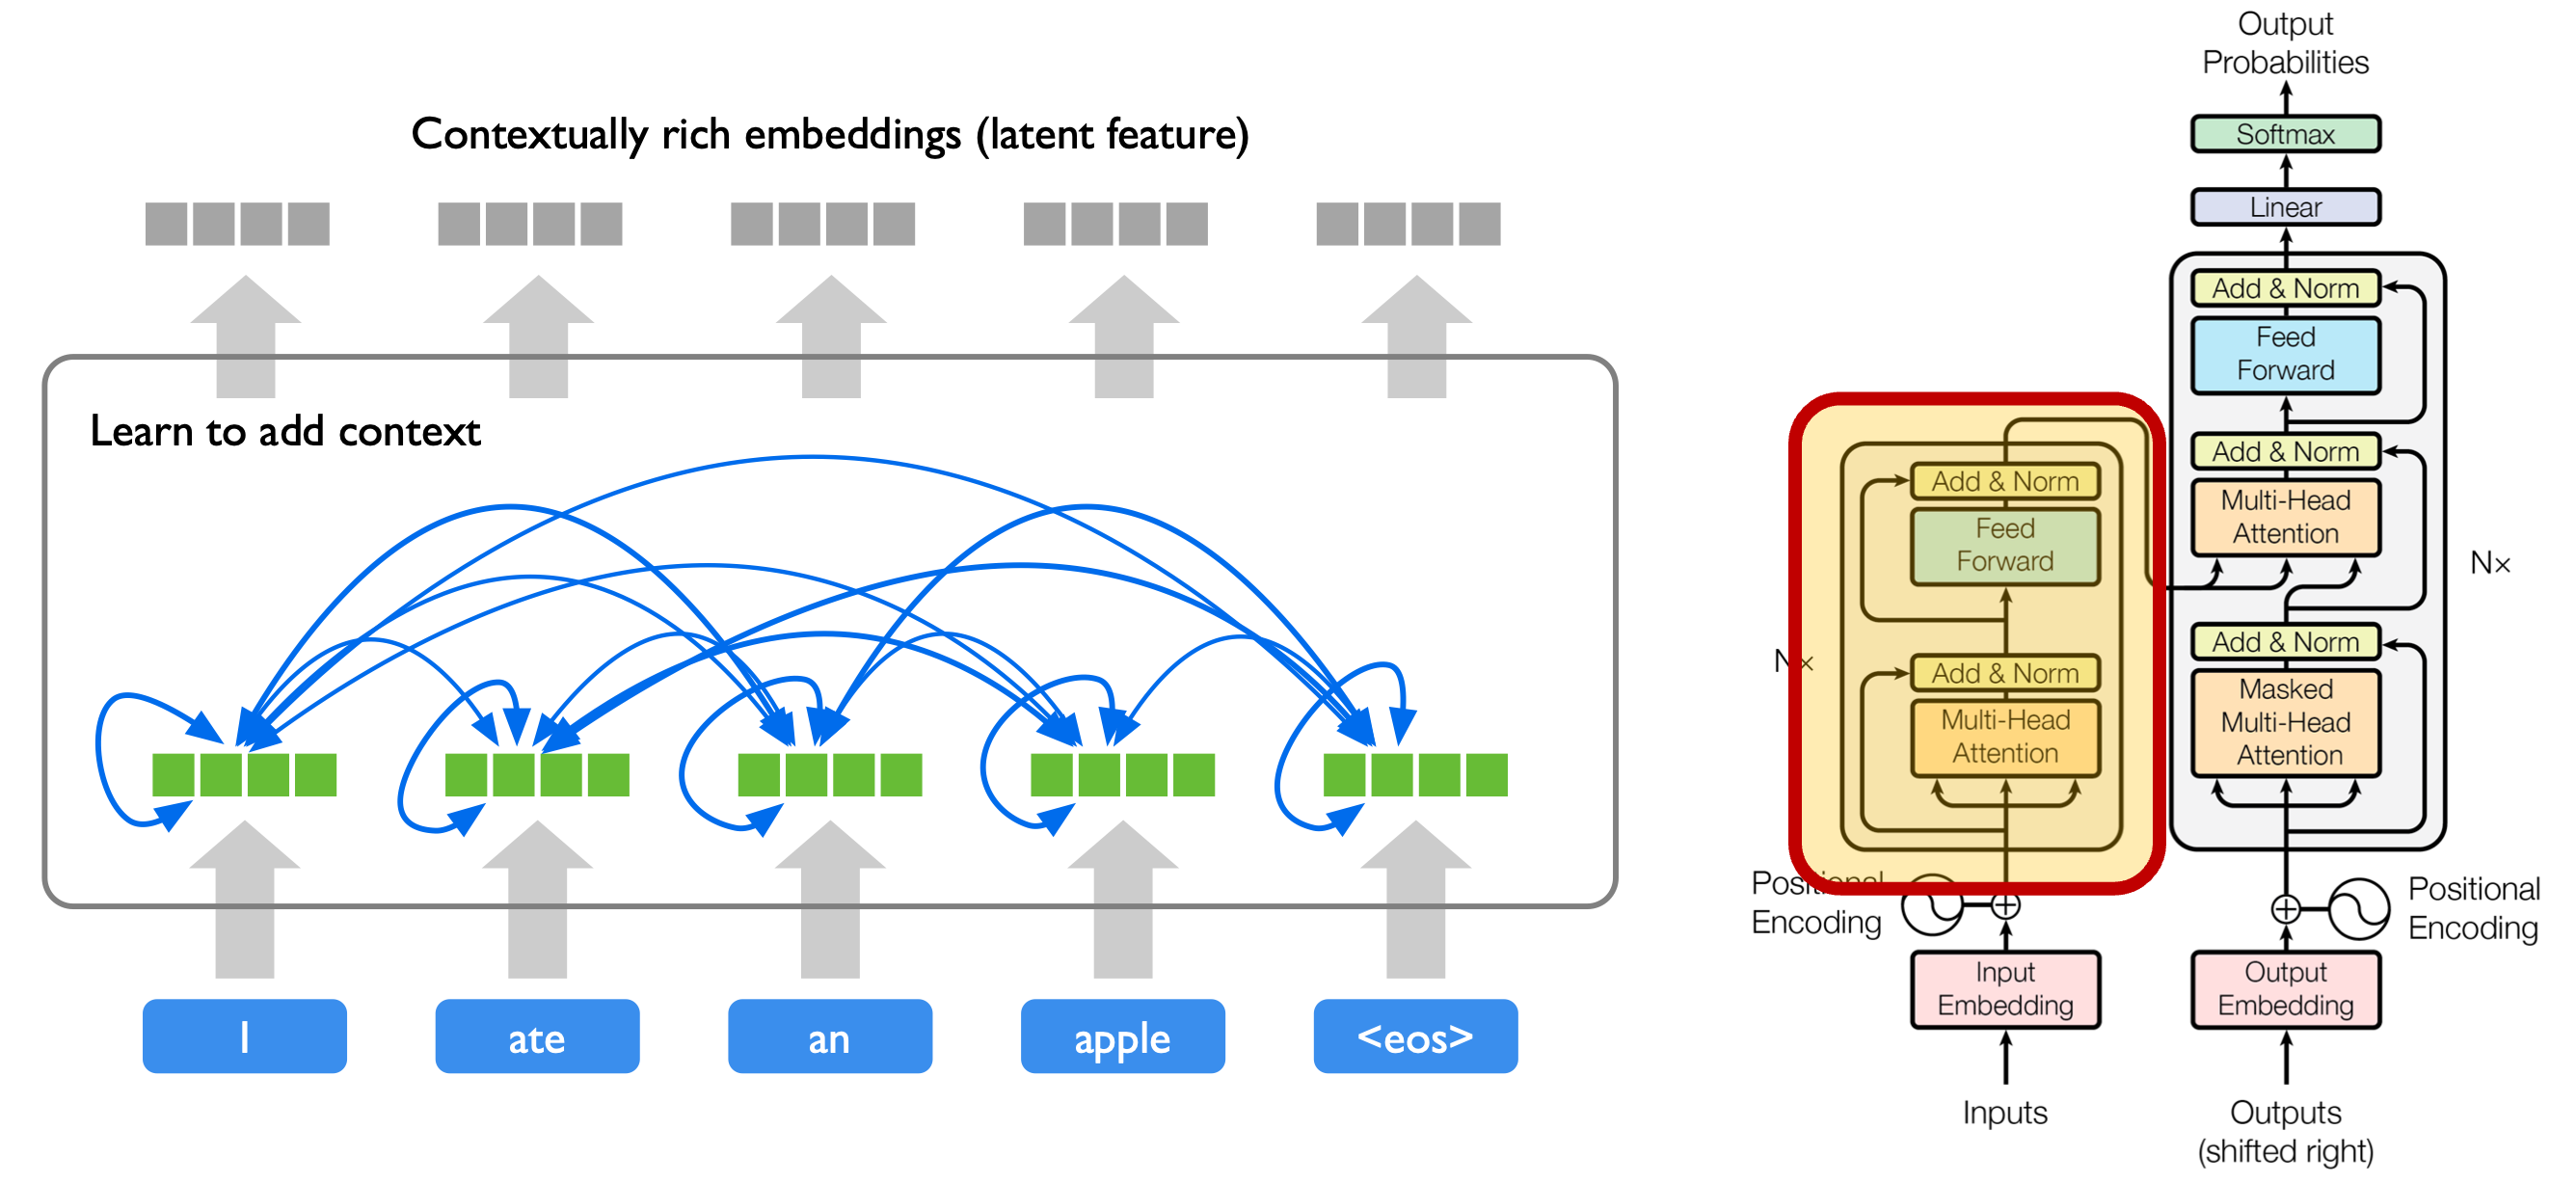 Contextually rich embeddings (latent feature)
Learn to add context
I
ate
an
apple
<eos>
Output
Probabilities
Softmax
Linear
Add & Norm
Feed
Forward
Add & Norm
Multi-Head
Attention
Nx
Add & Norm
Masked
Multi-Head
Attention
Positional
Encoding
Output
Embedding
Outputs
(shifted right)
Add & Norm
Feed
Forward
Nx
Add & Norm
Multi-Head
Attention
Positional
Encoding
Input
Embedding
Inputs